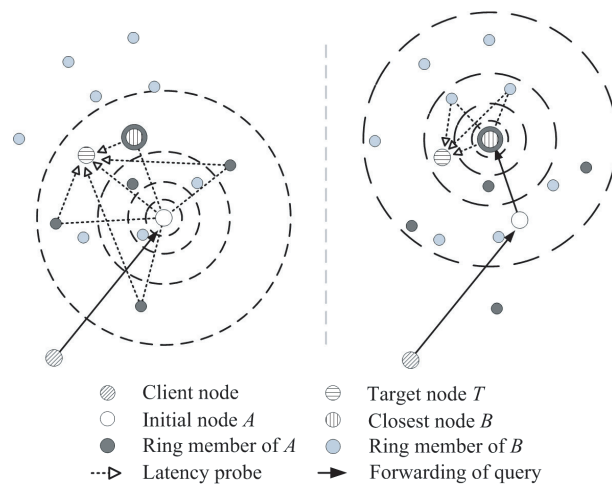 Client node
Target node T
Initial node A
Closest node B
Ring member of A
Ring member of B
Latency probe
Forwarding of query